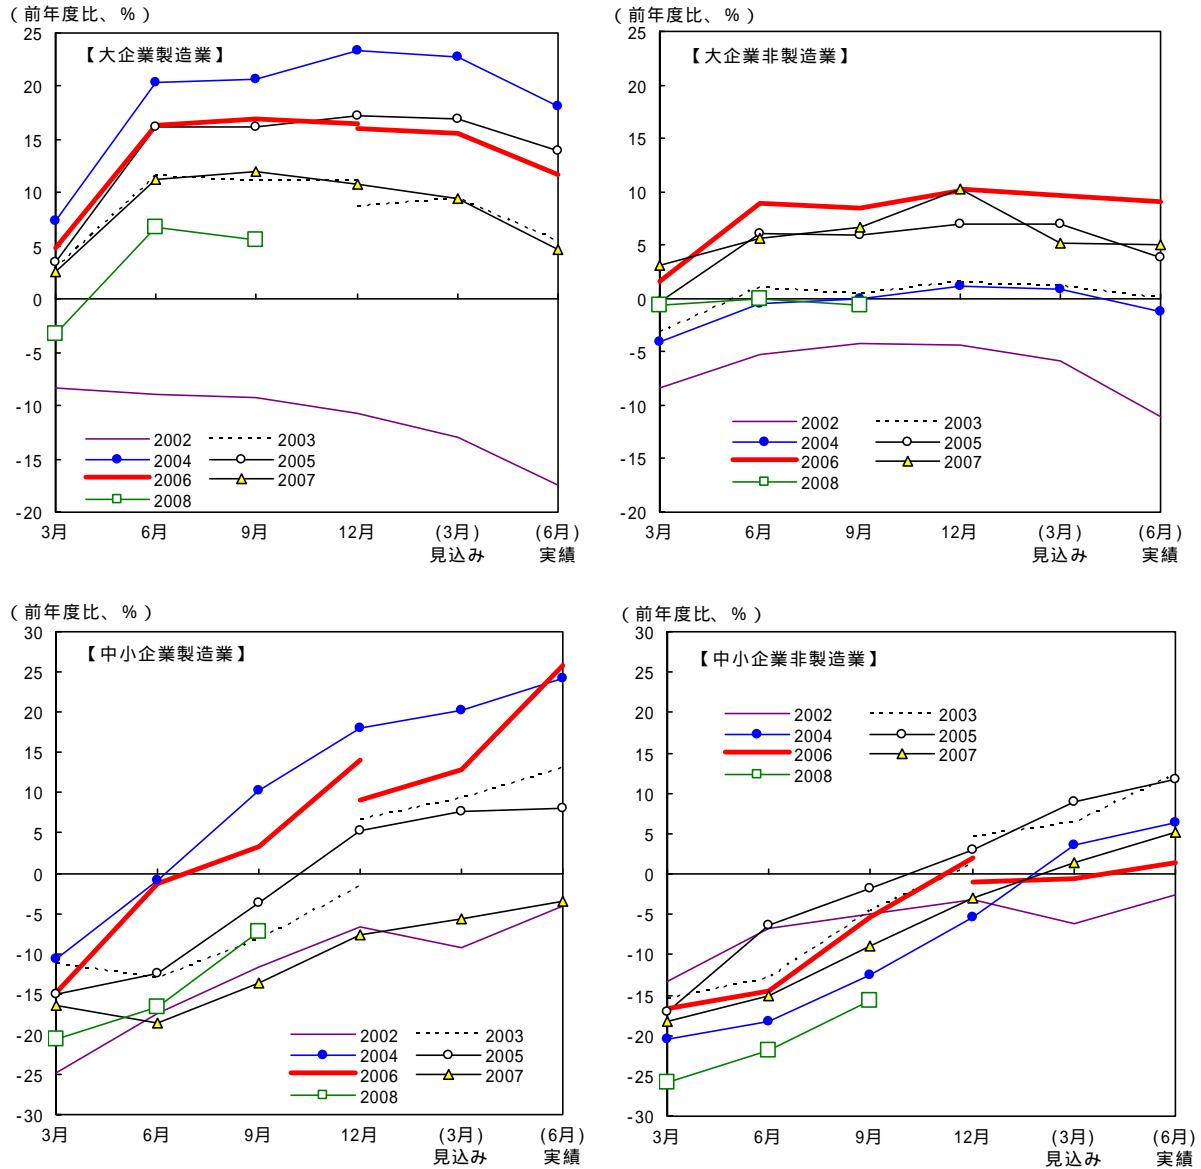 (前年度比、%)
【大企業製造業】
25
20
15
10
5
0
-5
-10
-15
-20
2002
2003
2004
2005
2006
2007
2008
3月
6月
9月
12月
(3月)
見込み
(6月)
実績
(前年度比、%)
【大企業非製造業】
25
20
15
10
5
0
-5
-10
-15
-20
2002
2003
2004
2005
2006
2007
2008
3月
6月
9月
12月
(3月)
見込み
(6月)
実績
(前年度比、%)
【中小企業製造業】
30
25
20
15
10
5
0
-5
-10
-15
-20
-25
-30
2002
2003
2004
2005
2006
2007
2008
3月
6月
9月
12月
(3月)
見込み
(6月)
実績
(前年度比、%)
【中小企業非製造業】
30
25
20
15
10
5
0
-5
-10
-15
-20
-25
-30
2002
2003
2004
2005
2006
2007
2008
3月
6月
9月
12月
(3月)
見込み
(6月)
実績